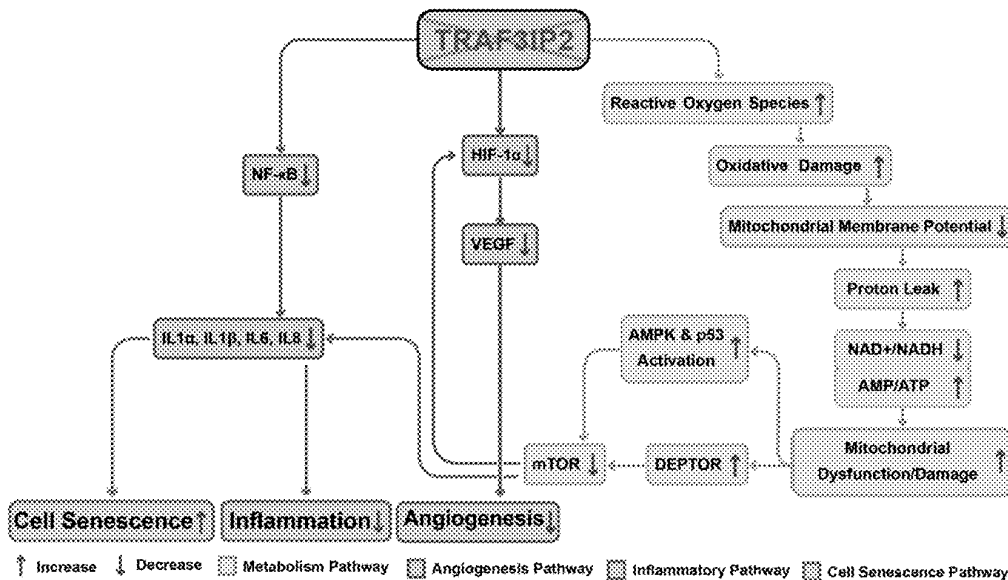 TRAF3IP2
Reactive Oxygen Species ↑
HIF-1α ↓
NF-κB ↓
Oxidative Damage ↑
VEGF ↓
Mitochondrial Membrane Potential ↓
Proton Leak ↑
IL1α, IL1β, IL6, IL8 ↓
AMPK & p53 ↑
Activation
NAD+/NADH ↓
AMP/ATP ↑
mTOR ↓
DEPTOR ↑
Mitochondrial ↑
Dysfunction/Damage
Cell Senescence ↑
Inflammation ↓
Angiogenesis ↓
↑ Increase ↓ Decrease Metabolism Pathway Angiogenesis Pathway Inflammatory Pathway Cell Senescence Pathway